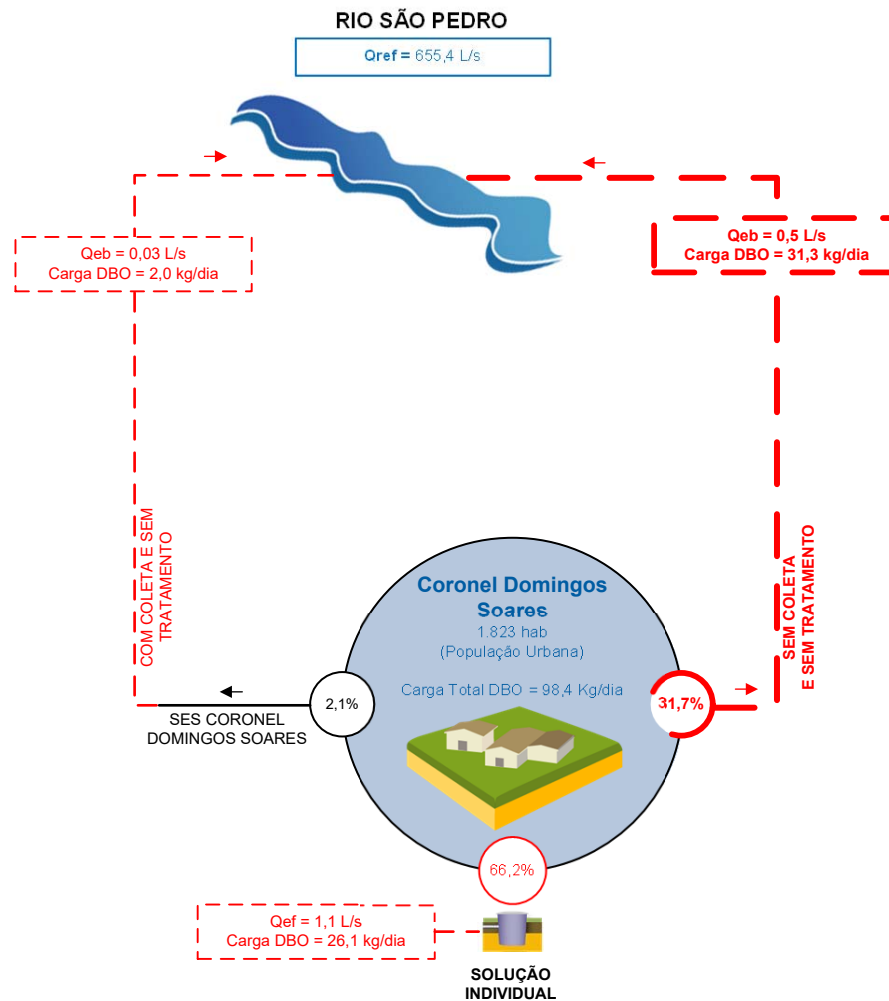 RIO SÃO PEDRO
Qref = 655,4 L/s
Qeb = 0,03 L/s
Carga DBO = 2,0 kg/dia
Qeb = 0,5 L/s
Carga DBO = 31,3 kg/dia
COM COLETA E SEM
TRATAMENTO
SEM COLETA
E SEM TRATAMENTO
Coronel Domingos
Soares
1.823 hab
(População Urbana)
Carga Total DBO = 98,4 Kg/dia
2,1%
31,7%
SES CORONEL
DOMINGOS SOARES
66,2%
Qef = 1,1 L/s
Carga DBO = 26,1 kg/dia
SOLUÇÃO
INDIVIDUAL